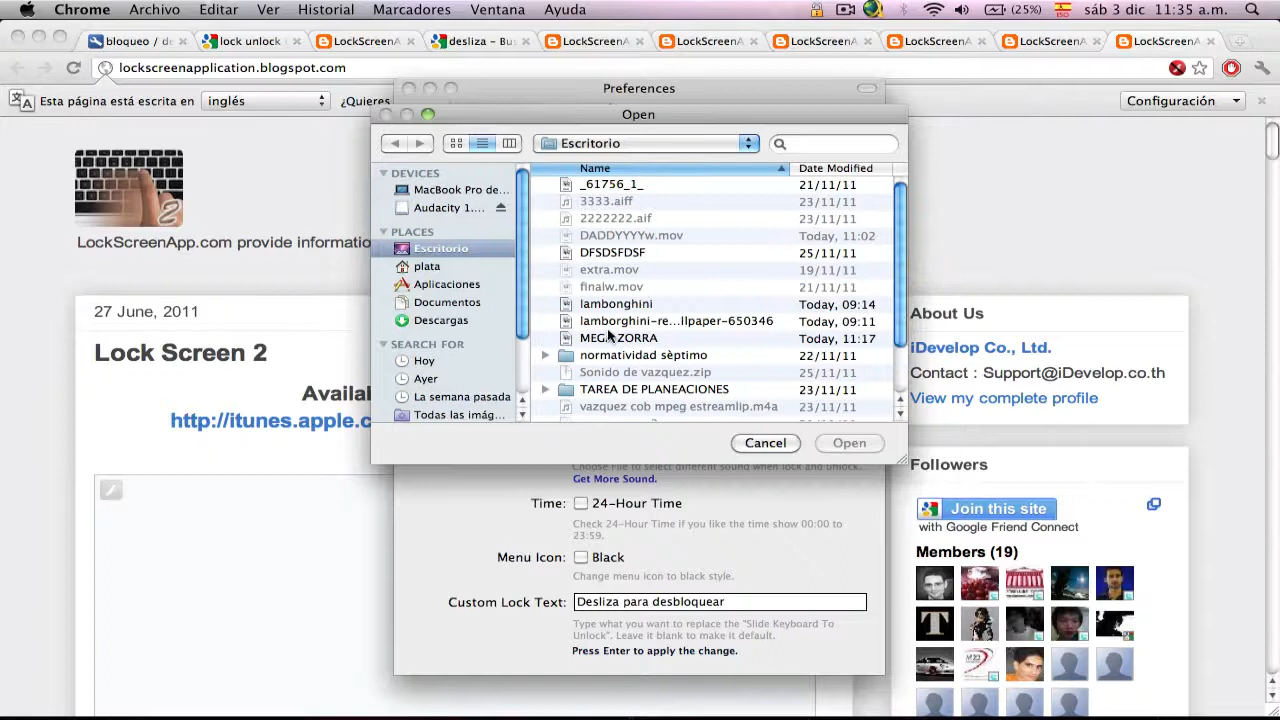 Chrome Archivo Editar Ver Historial Marcadores Ventana Ayuda (25%) ISO sáb 3 dic 11:35 a.m.
bloqueo / de lock unlock LockScreenA desliza – Bu LockScreenA LockScreenA LockScreenA LockScreenA LockScreenA LockScreenA
lockscreenapplication.blogspot.com
Esta página está escrita en inglés ¿Quieres Configuración
Preferences
Open
Escritorio
Name Date Modified
DEVICES
MacBook Pro de...
Audacity 1....
PLACES
Escritorio
plata
Aplicaciones
Documentos
Descargas
SEARCH FOR
Hoy
Ayer
La semana pasada
Todas las imág...
_61756_1_ 21/11/11
3333.aiff 23/11/11
2222222.aif 23/11/11
DADDYYYYw.mov Today, 11:02
DFSDSFDSF 25/11/11
extra.mov 19/11/11
finalw.mov 21/11/11
lamborghini Today, 09:14
lamborghini-re...llpaper-650346 Today, 09:11
MEGA ZORRA Today, 11:17
normatividad sèptimo 22/11/11
Sonido de vazquez.zip 25/11/11
TAREA DE PLANEACIONES 23/11/11
vazquez cob mpeg estreamlip.m4a 23/11/11
Cancel Open
2
LockScreenApp.com provide informatio
27 June, 2011
Lock Screen 2
Availa
http://itunes.apple.c
Choose File to select different sound when lock and unlock.
Get More Sound.
Time: 24-Hour Time
Check 24-Hour Time if you like the time show 00:00 to
23:59.
Menu Icon: Black
Change menu icon to black style.
Custom Lock Text: Desliza para desbloquear
Type what you want to replace the "Slide Keyboard To
Unlock". Leave it blank to make it default.
Press Enter to apply the change.
About Us
iDevelop Co., Ltd.
Contact : Support@iDevelop.co.th
View my complete profile
Followers
Join this site
with Google Friend Connect
Members (19)